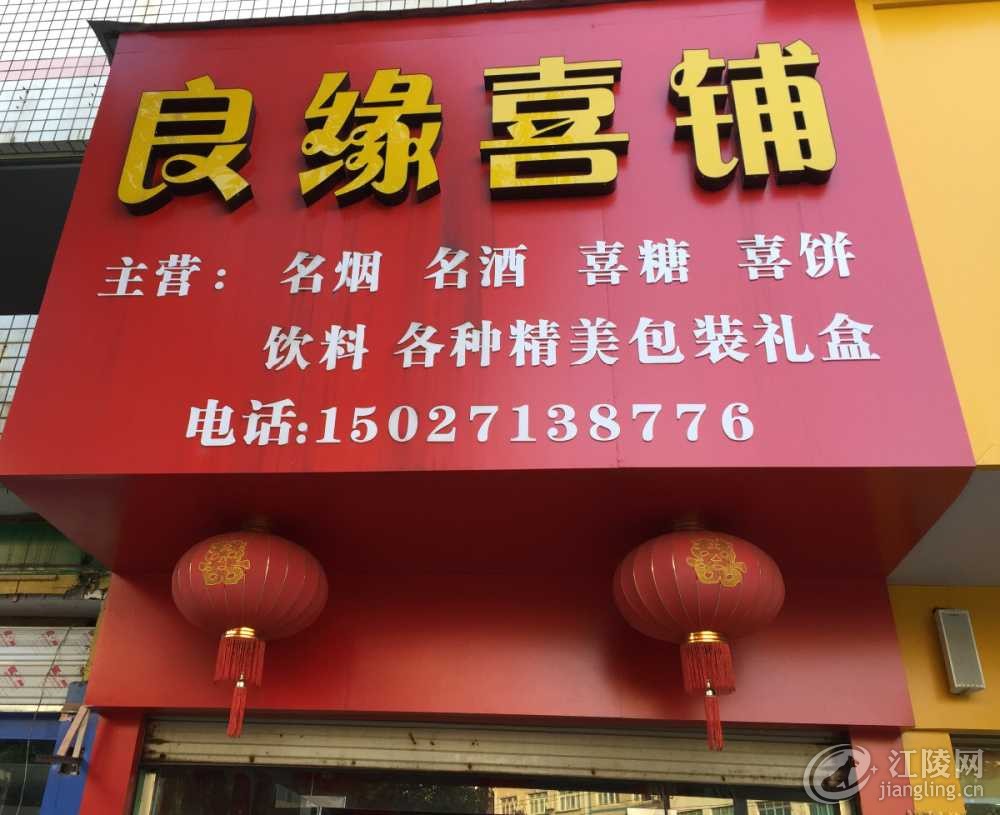 良缘喜铺
主营： 名烟 名酒 喜糖 喜饼
饮料 各种精美包装礼盒
电话:15027138776
江陵网
jiangling.cn